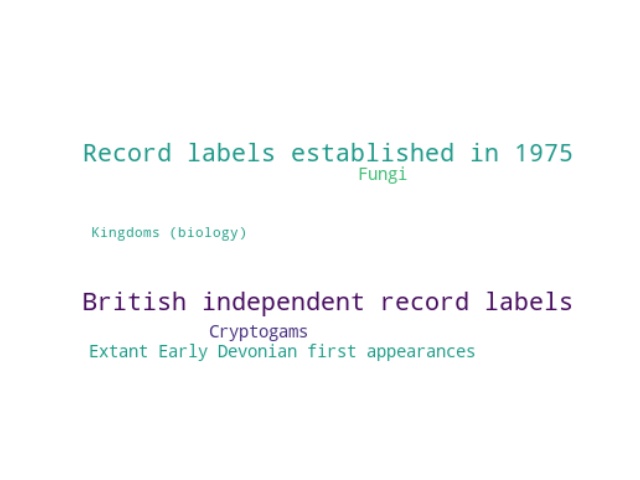 Record labels established in 1975
Fungi
Kingdoms (biology)
British independent record labels
Cryptogams
Extant Early Devonian first appearances